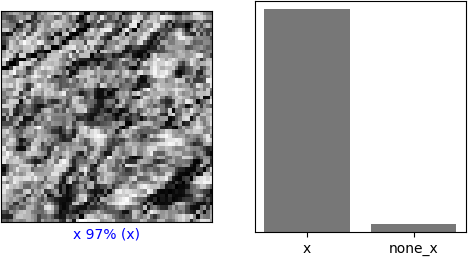 x 97% (x)
x
none_x